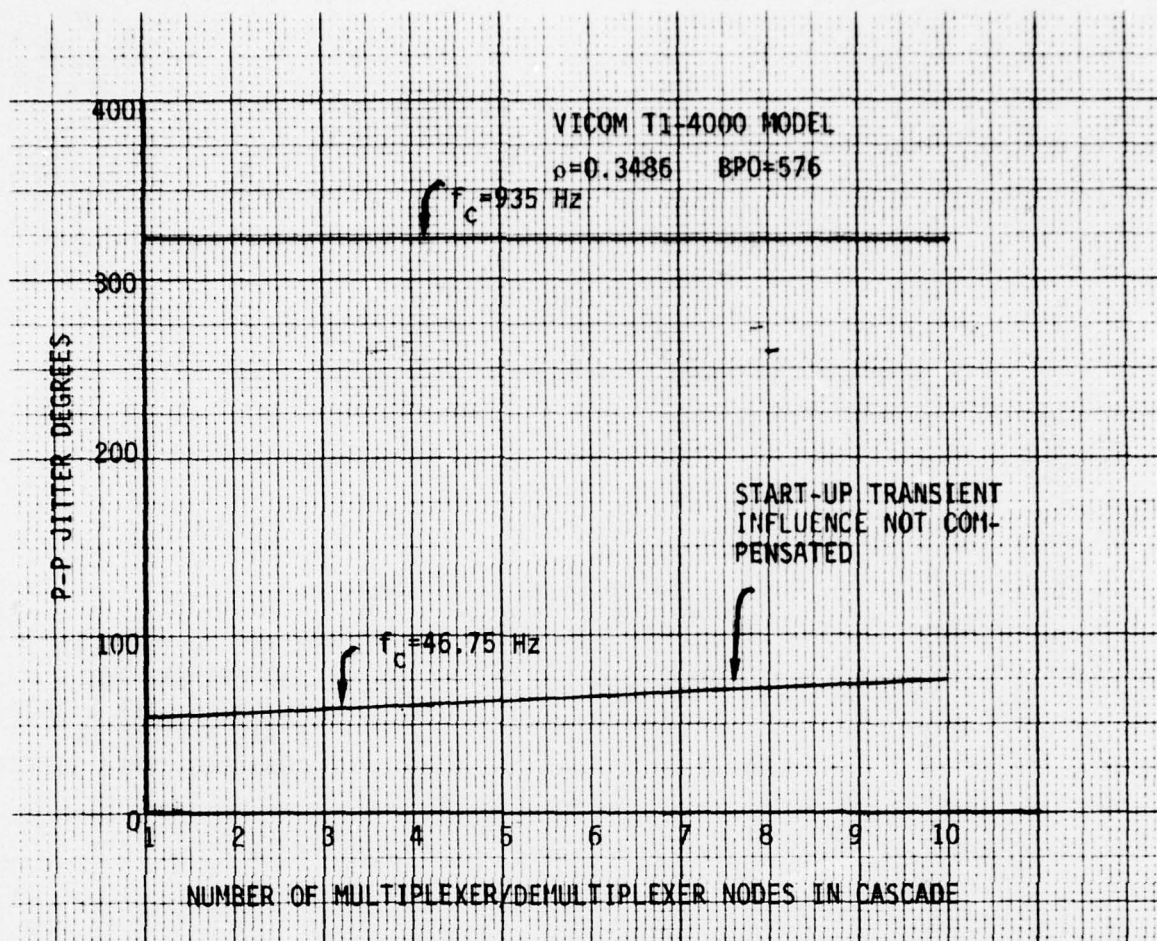 400
VICOM T1-4000 MODEL
ρ=0.3486 BPO=576
f_c=935 Hz
300
P-P JITTER DEGREES
200
START-UP TRANSIENT
INFLUENCE NOT COM-
PENSATED
100
f_c=46.75 Hz
0
1 2 3 4 5 6 7 8 9 10
NUMBER OF MULTIPLEXER/DEMULTIPLEXER NODES IN CASCADE